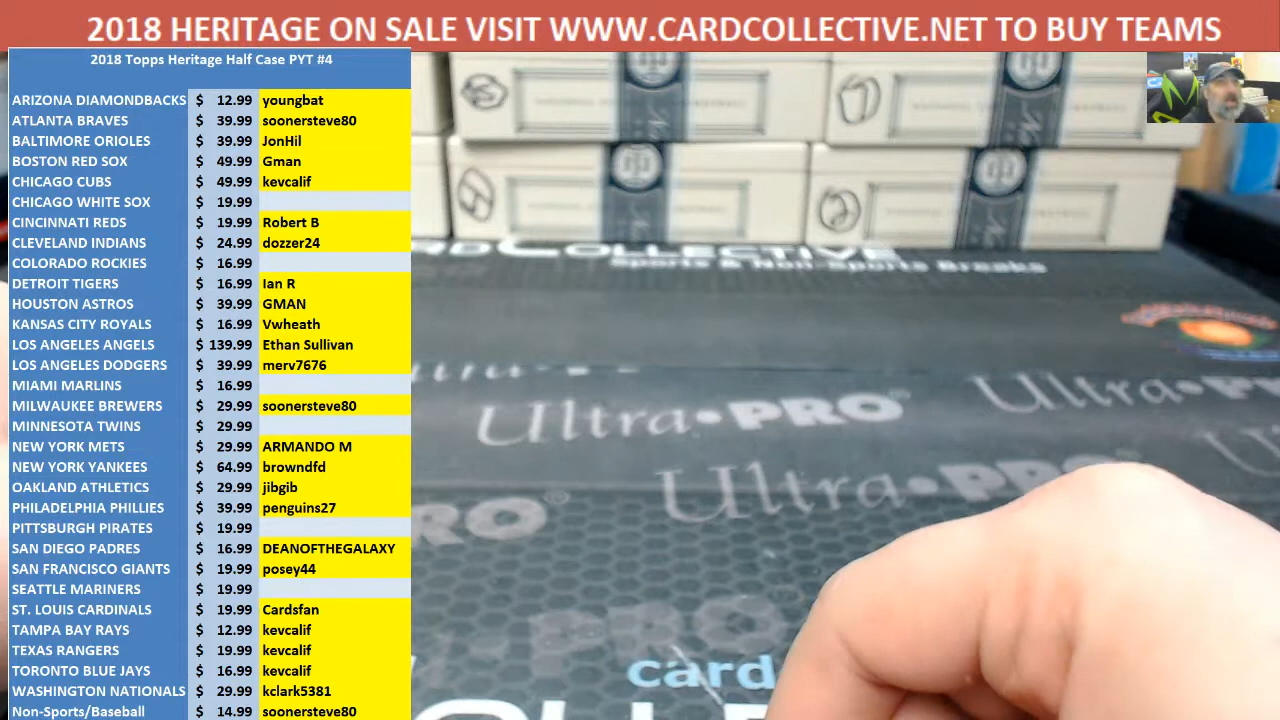 2018 HERITAGE ON SALE VISIT WWW.CARDCOLLECTIVE.NET TO BUY TEAMS
2018 Topps Heritage Half Case PYT #4
ARIZONA DIAMONDBACKS $ 12.99 youngbat
ATLANTA BRAVES $ 39.99 soonersteve80
BALTIMORE ORIOLES $ 39.99 JonHil
BOSTON RED SOX $ 49.99 Gman
CHICAGO CUBS $ 49.99 kevcalif
CHICAGO WHITE SOX $ 19.99
CINCINNATI REDS $ 19.99 Robert B
CLEVELAND INDIANS $ 24.99 dozzer24
COLORADO ROCKIES $ 16.99
DETROIT TIGERS $ 16.99 Ian R
HOUSTON ASTROS $ 39.99 GMAN
KANSAS CITY ROYALS $ 16.99 Vwheath
LOS ANGELES ANGELS $ 139.99 Ethan Sullivan
LOS ANGELES DODGERS $ 39.99 merv7676
MIAMI MARLINS $ 16.99
MILWAUKEE BREWERS $ 29.99 soonersteve80
MINNESOTA TWINS $ 29.99
NEW YORK METS $ 29.99 ARMANDO M
NEW YORK YANKEES $ 64.99 browndfd
OAKLAND ATHLETICS $ 29.99 jibgib
PHILADELPHIA PHILLIES $ 39.99 penguins27
PITTSBURGH PIRATES $ 19.99
SAN DIEGO PADRES $ 16.99 DEANOFTHEGALAXY
SAN FRANCISCO GIANTS $ 19.99 posey44
SEATTLE MARINERS $ 19.99
ST. LOUIS CARDINALS $ 19.99 Cardsfan
TAMPA BAY RAYS $ 12.99 kevcalif
TEXAS RANGERS $ 19.99 kevcalif
TORONTO BLUE JAYS $ 16.99 kevcalif
WASHINGTON NATIONALS $ 29.99 kclark5381
Non-Sports/Baseball $ 14.99 soonersteve80
RDCOLLECTIVE
Sports & Non-Sports Breaks
Ultra•PRO®
Ultra•PR
Ultra•PRO
RO®
PRO
card